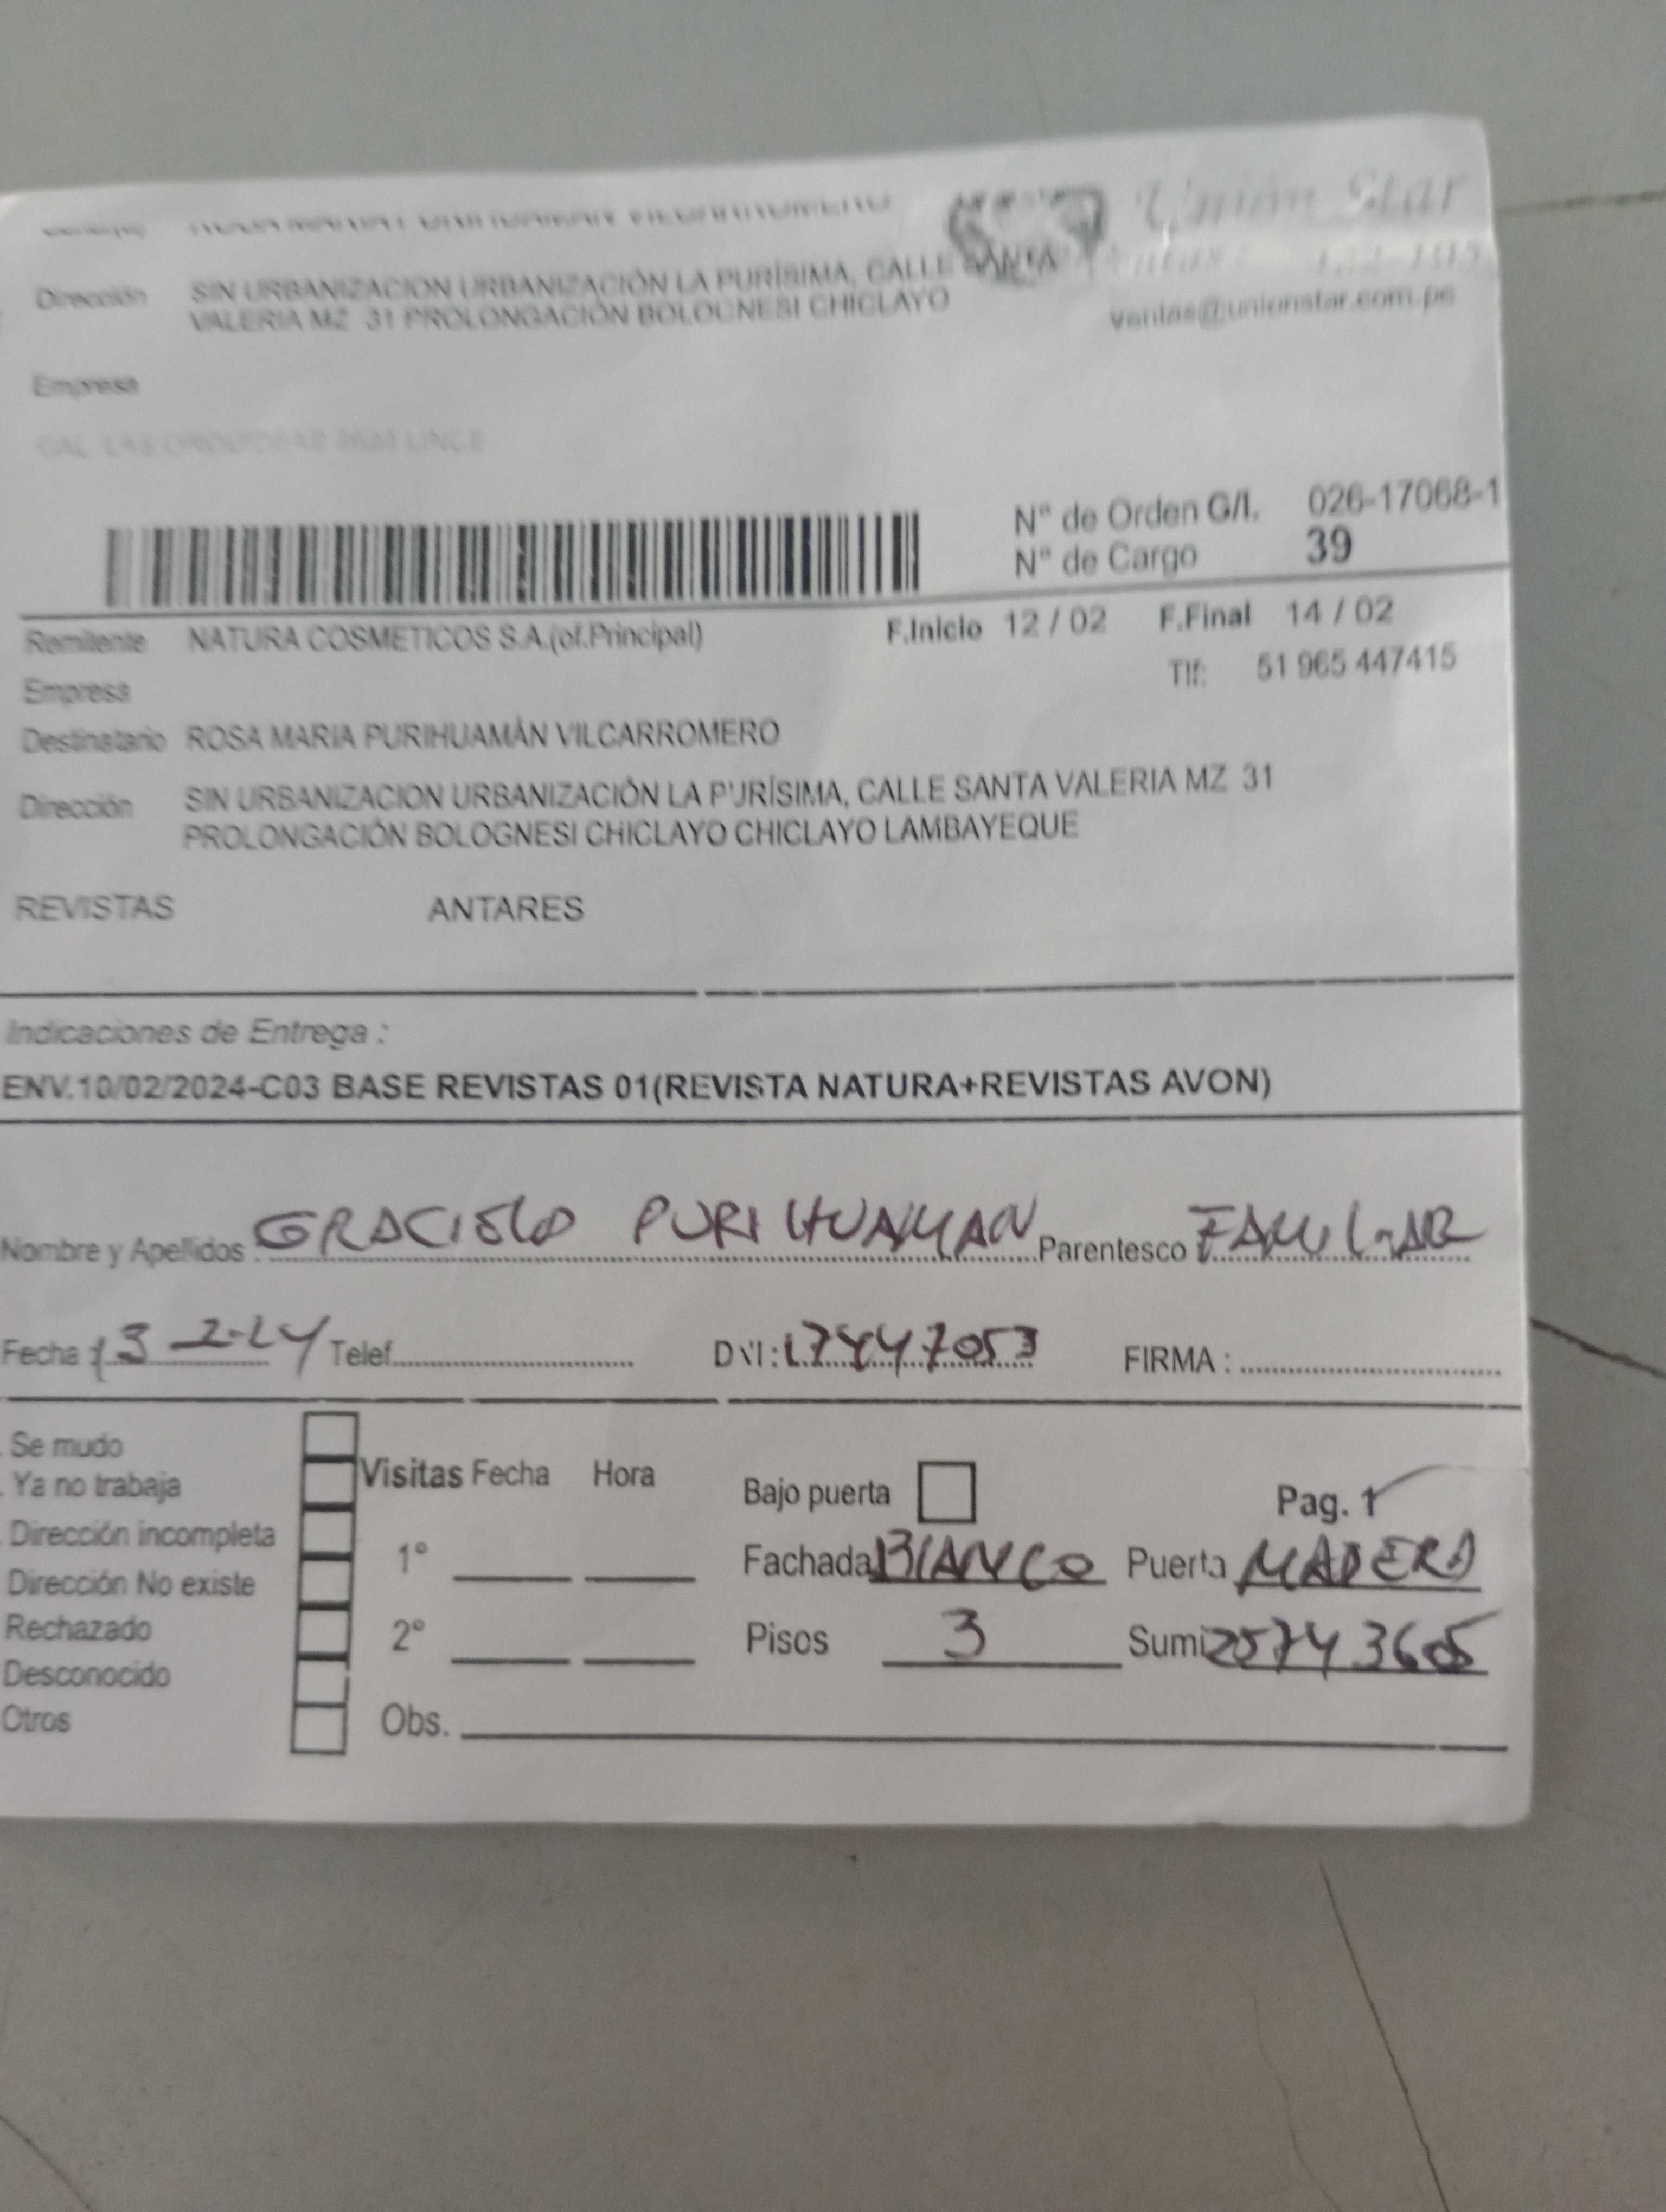 Unión Star
Dirección SIN URBANIZACION URBANIZACIÓN LA PURÍSIMA, CALLE SANTA
VALERIA MZ 31 PROLONGACIÓN BOLOGNESI CHICLAYO
ventas@unionstar.com.pe
Empresa
N° de Orden G/I. 026-17068-1
N° de Cargo 39
Remitente NATURA COSMETICOS S.A.(of.Principal) F.Inicio 12 / 02 F.Final 14 / 02
Empresa Tlf: 51 965 447415
Destinatario ROSA MARIA PURIHUAMÁN VILCARROMERO
Dirección SIN URBANIZACION URBANIZACIÓN LA PURÍSIMA, CALLE SANTA VALERIA MZ 31
PROLONGACIÓN BOLOGNESI CHICLAYO CHICLAYO LAMBAYEQUE
REVISTAS ANTARES
Indicaciones de Entrega :
ENV.10/02/2024-C03 BASE REVISTAS 01(REVISTA NATURA+REVISTAS AVON)
Nombre y Apellidos : PURIHUAMAN Parentesco : FAMILIAR
Fecha : 13 2-24 Telef. DNI: 17447053 FIRMA :
Se mudo
Ya no trabaja
Dirección incompleta
Dirección No existe
Rechazado
Desconocido
Otros
Visitas Fecha Hora
1°
2°
Obs.
Bajo puerta Pag. 1
Fachada BLANCO Puerta MADERA
Pisos 3 Sumi 25743605